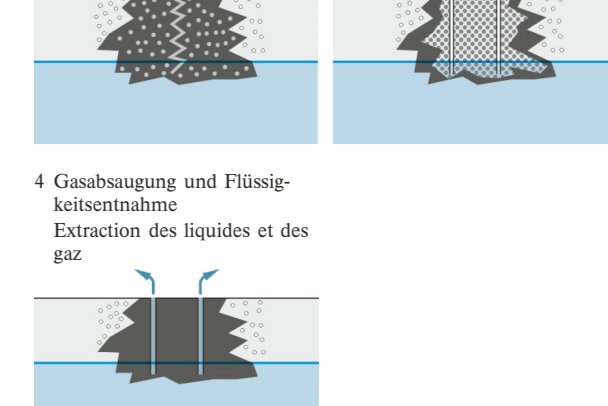 4 Gasabsaugung und Flüssig-
keitsentnahme
Extraction des liquides et des
gaz